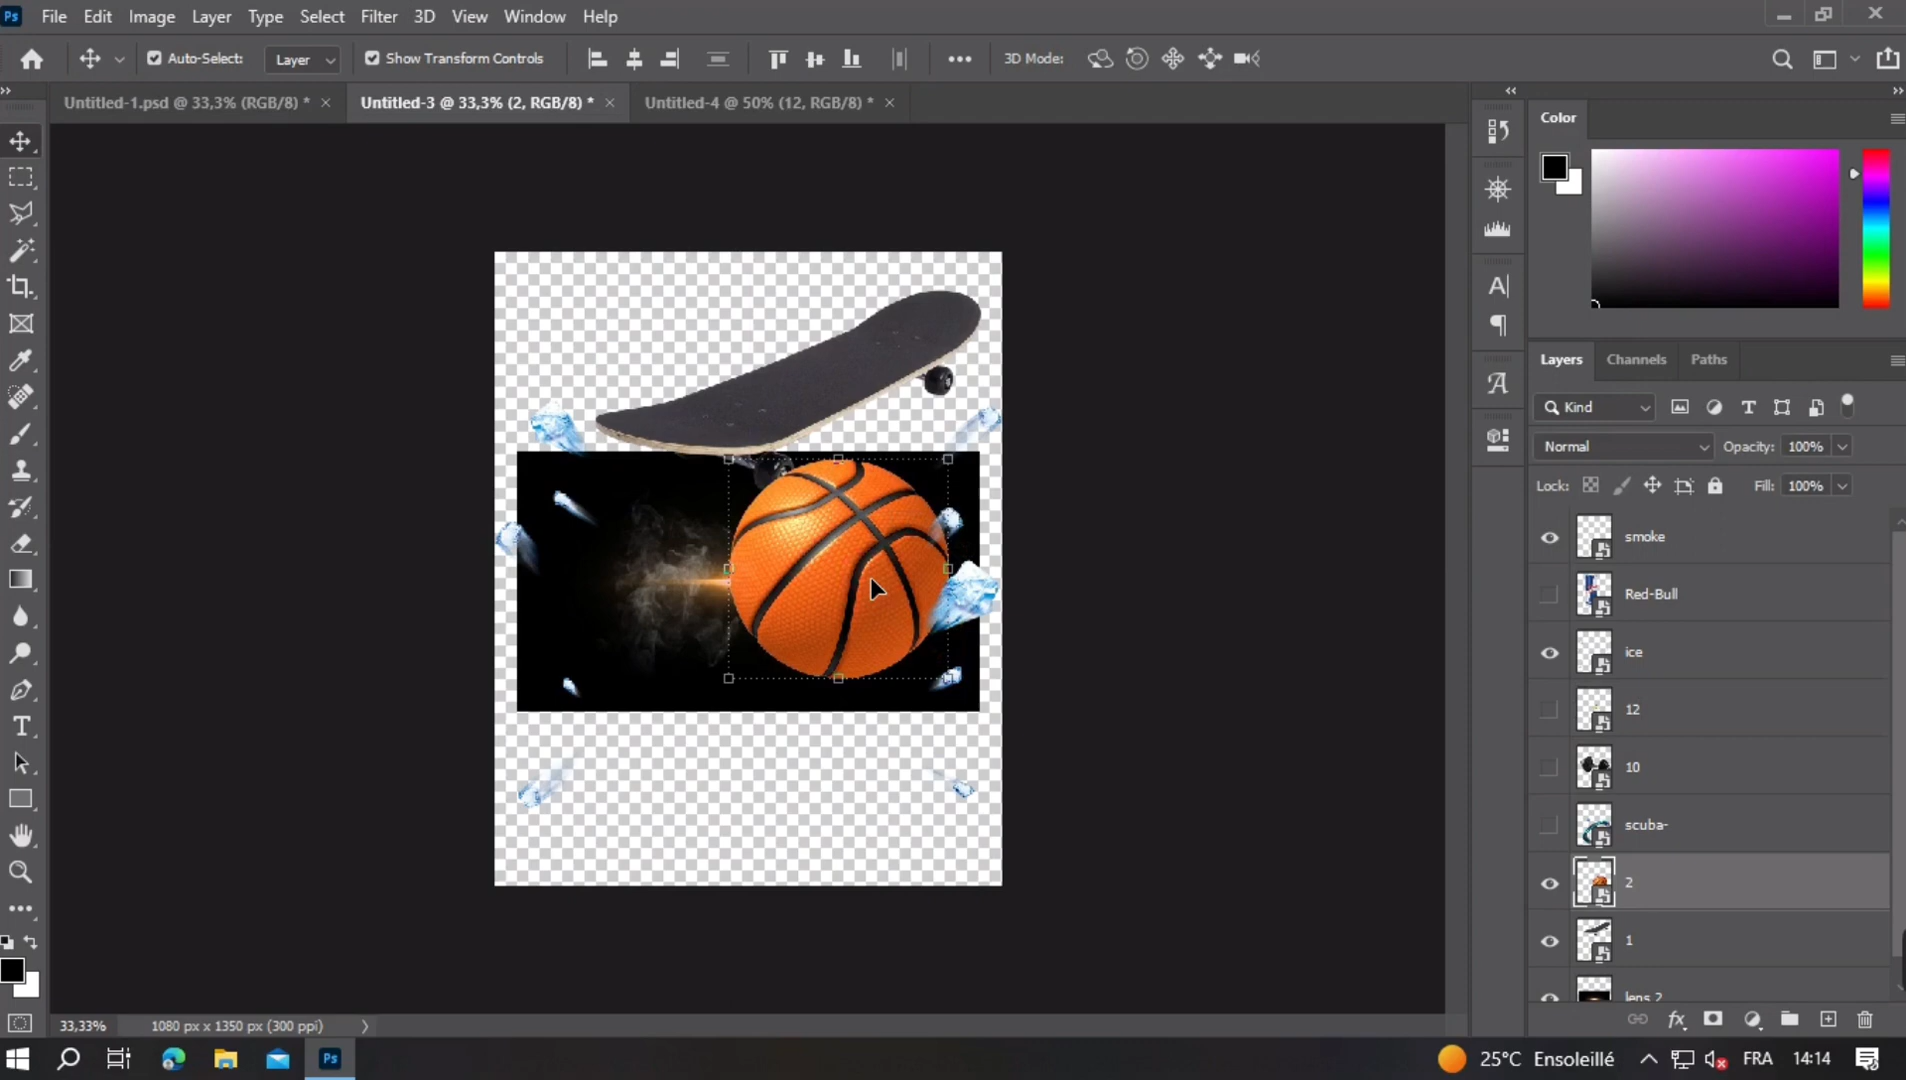 Ps File Edit Image Layer Type Select Filter 3D View Window Help
Auto-Select: Layer Show Transform Controls 3D Mode:
Untitled-1.psd @ 33,3% (RGB/8) * Untitled-3 @ 33,3% (2, RGB/8) * Untitled-4 @ 50% (12, RGB/8) *
Color
Layers Channels Paths
Kind
Normal Opacity: 100%
Lock: Fill: 100%
smoke
Red-Bull
ice
12
10
scuba-
2
1
lens 2
33,33% 1080 px x 1350 px (300 ppi)
Ps 25°C Ensoleillé FRA 14:14